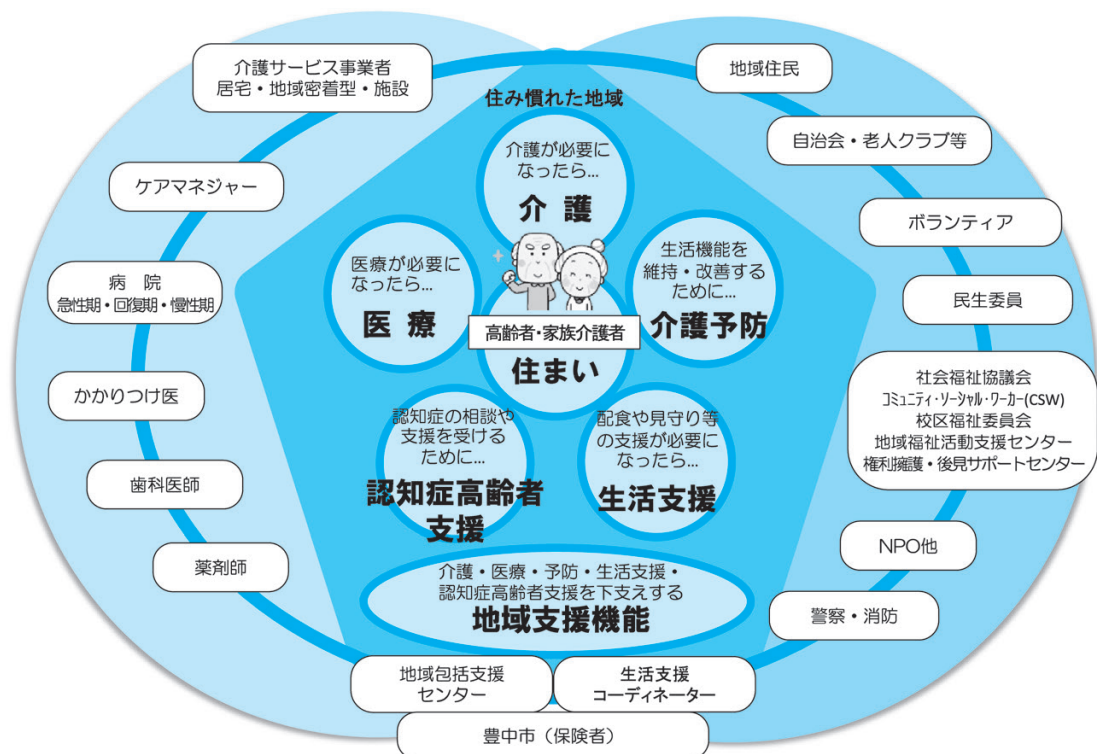 介護サービス事業者
居宅・地域密着型・施設
ケアマネジャー
病 院
急性期・回復期・慢性期
かかりつけ医
歯科医師
薬剤師
住み慣れた地域
介護が必要に
なったら...
介 護
医療が必要に
なったら...
医 療
生活機能を
維持・改善する
ために...
介護予防
高齢者・家族介護者
住まい
認知症の相談や
支援を受ける
ために...
認知症高齢者
支援
配食や見守り等
の支援が必要に
なったら...
生活支援
介護・医療・予防・生活支援・
認知症高齢者支援を下支えする
地域支援機能
地域住民
自治会・老人クラブ等
ボランティア
民生委員
社会福祉協議会
コミュニティ・ソーシャル・ワーカー(CSW)
校区福祉委員会
地域福祉活動支援センター
権利擁護・後見サポートセンター
NPO他
警察・消防
地域包括支援
センター
生活支援
コーディネーター
豊中市（保険者）